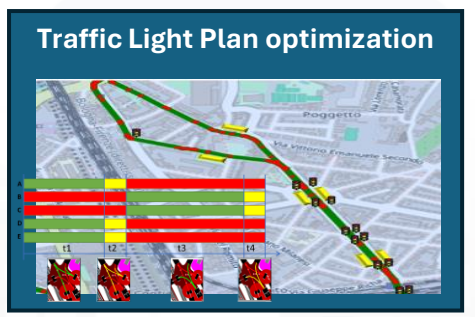 Traffic Light Plan optimization
Poggetto
Via Vittorio Emanuele Secondo
A
B
C
D
E
t1 t2 t3 t4